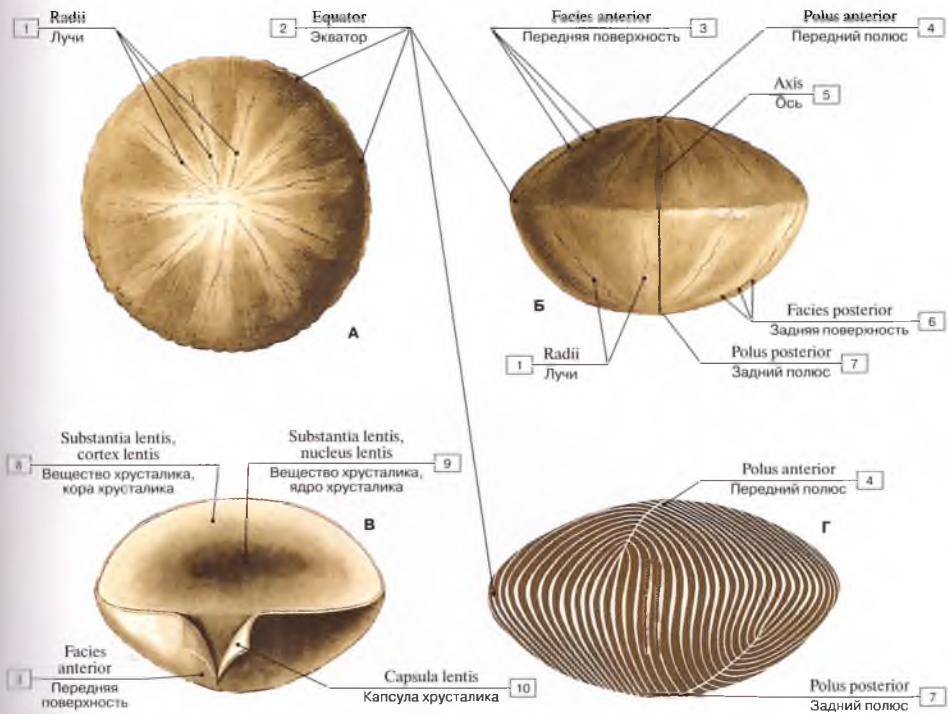 1
Radii
Лучи
2
Equator
Экватор
Facies anterior
Передняя поверхность
3
Polus anterior
Передний полюс
4
Axis
Ось
5
А
Б
Facies posterior
Задняя поверхность
6
1
Radii
Лучи
Polus posterior
Задний полюс
7
Substantia lentis,
cortex lentis
8
Вещество хрусталика,
кора хрусталика
Substantia lentis,
nucleus lentis
9
Вещество хрусталика,
ядро хрусталика
В
Polus anterior
Передний полюс
4
Г
Facies
anterior
3
Передняя
поверхность
Capsula lentis
Капсула хрусталика
10
Polus posterior
Задний полюс
7